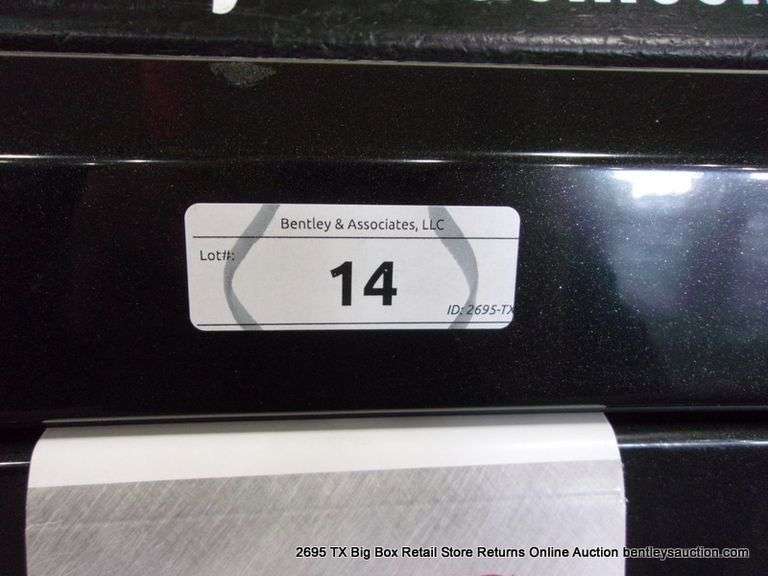 Bentley & Associates, LLC
Lot#:
14
ID: 2695-TX
2695 TX Big Box Retail Store Returns Online Auction bentleysauction.com